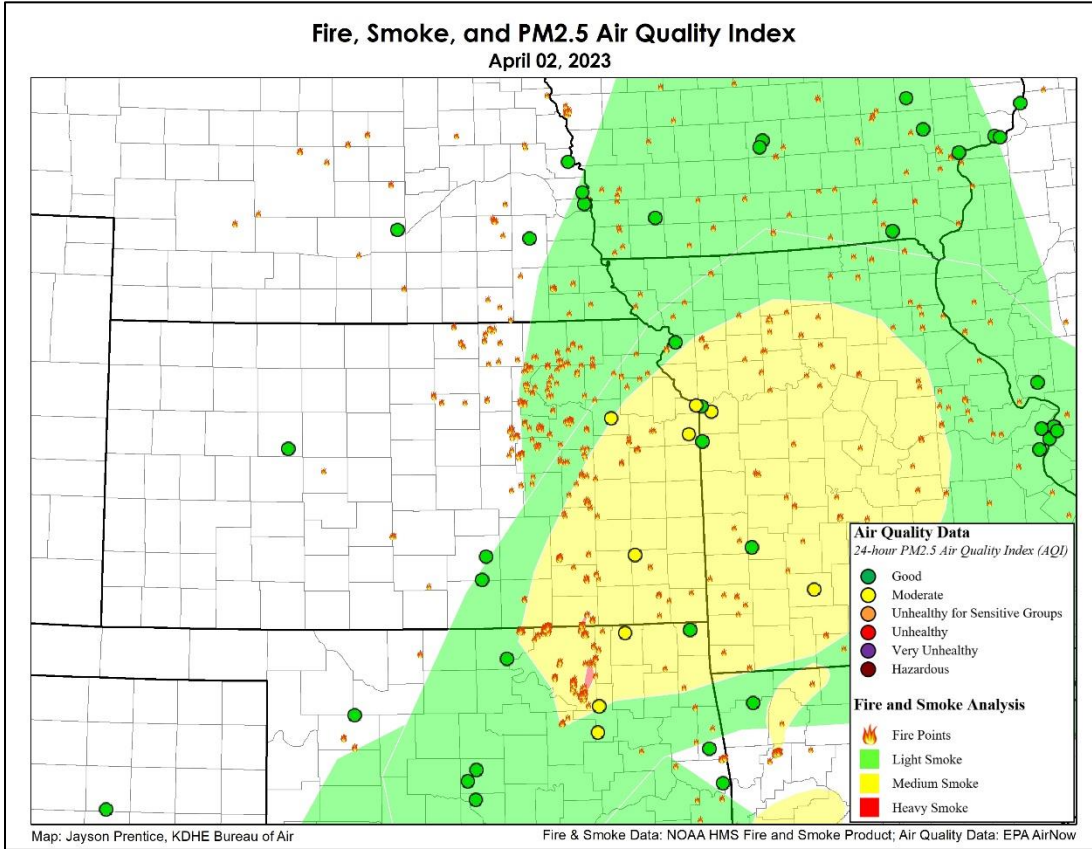 Fire, Smoke, and PM2.5 Air Quality Index
April 02, 2023
Air Quality Data
24-hour PM2.5 Air Quality Index (AQI)
Good
Moderate
Unhealthy for Sensitive Groups
Unhealthy
Very Unhealthy
Hazardous
Fire and Smoke Analysis
Fire Points
Light Smoke
Medium Smoke
Heavy Smoke
Map: Jayson Prentice, KDHE Bureau of Air
Fire & Smoke Data: NOAA HMS Fire and Smoke Product; Air Quality Data: EPA AirNow